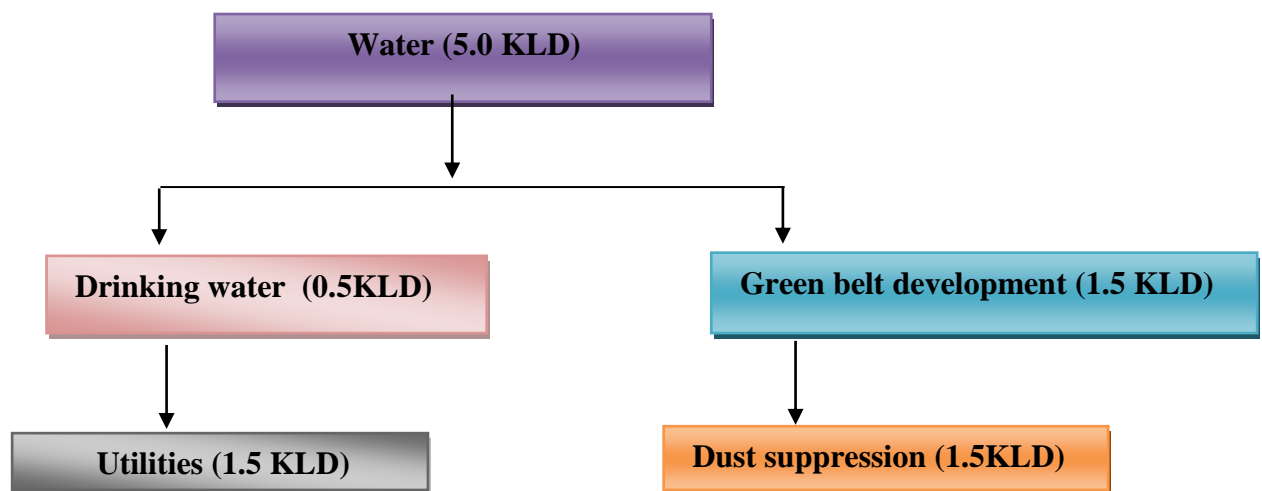 Water (5.0 KLD)
Drinking water  (0.5KLD)
Green belt development (1.5 KLD)
Utilities (1.5 KLD)
Dust suppression (1.5KLD)